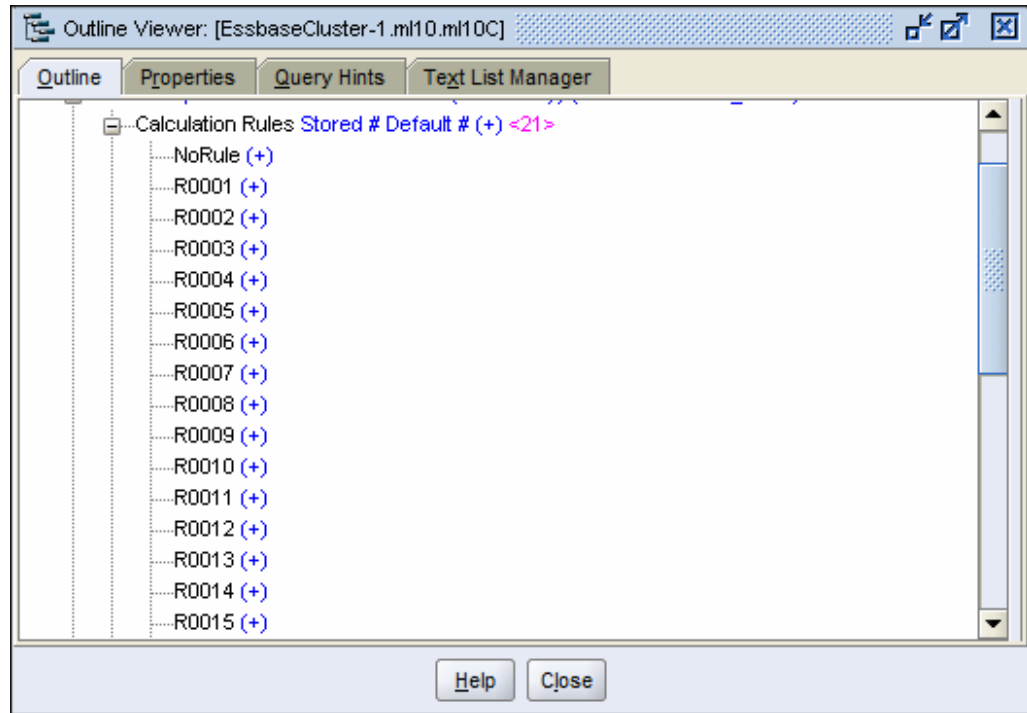 Outline Viewer: [EssbaseCluster-1.ml10.ml10C]
Outline Properties Query Hints Text List Manager
Calculation Rules Stored # Default # (+) <21>
NoRule (+)
R0001 (+)
R0002 (+)
R0003 (+)
R0004 (+)
R0005 (+)
R0006 (+)
R0007 (+)
R0008 (+)
R0009 (+)
R0010 (+)
R0011 (+)
R0012 (+)
R0013 (+)
R0014 (+)
R0015 (+)
Help Close